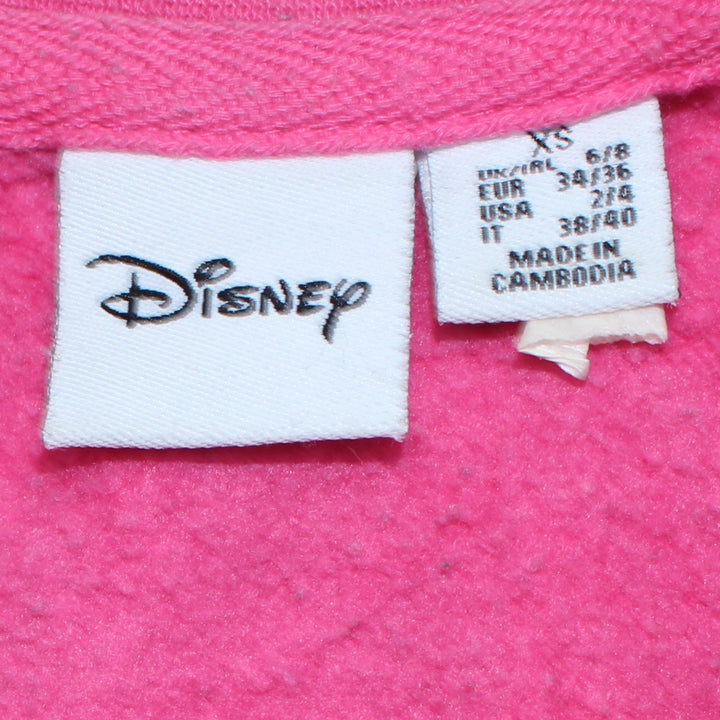 Disney
XS
UK/IRL 6/8
EUR 34/36
USA 2/4
IT 38/40
MADE IN
CAMBODIA